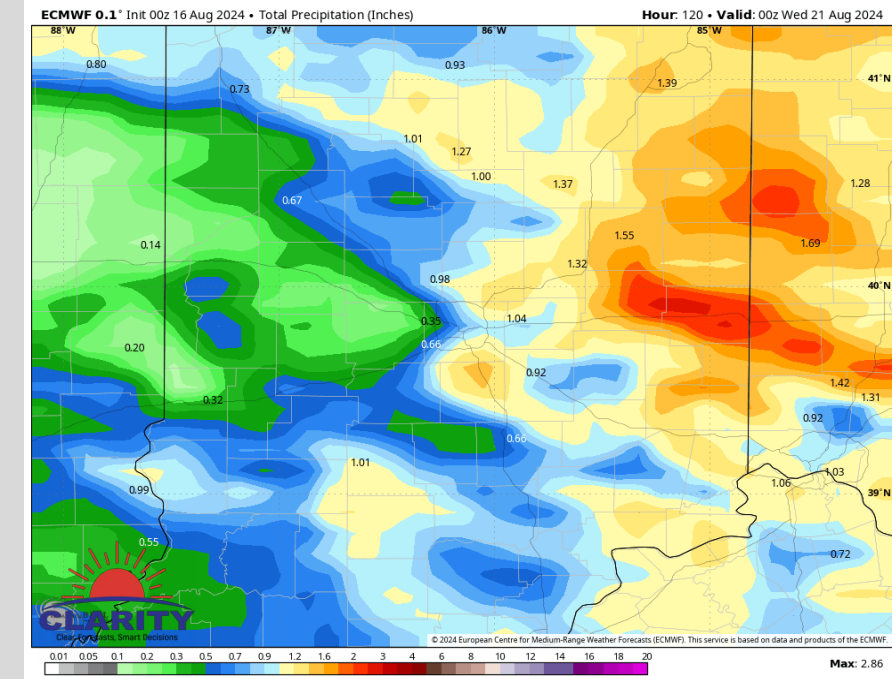 ECMWF 0.1° Init 00z 16 Aug 2024 • Total Precipitation (Inches) Hour: 120 • Valid: 00z Wed 21 Aug 2024
88°W 87°W 86°W 85°W
0.80 0.93
41°N
1.39
0.73
1.01
1.27
1.00
1.37 1.28
0.67
1.55
0.14 1.69
1.32
0.98
40°N
0.35 1.04
0.66
0.20
0.92
1.42
0.32 1.31
0.92
0.66
1.01
1.03
1.06
0.99 39°N
0.55
0.72
CLARITY
Clear Forecasts, Smart Decisions
© 2024 European Centre for Medium-Range Weather Forecasts (ECMWF). This service is based on data and products of the ECMWF.
0.01 0.05 0.1 0.2 0.3 0.5 0.7 0.9 1.2 1.6 2 3 4 6 8 10 12 14 16 18 20
Max: 2.86